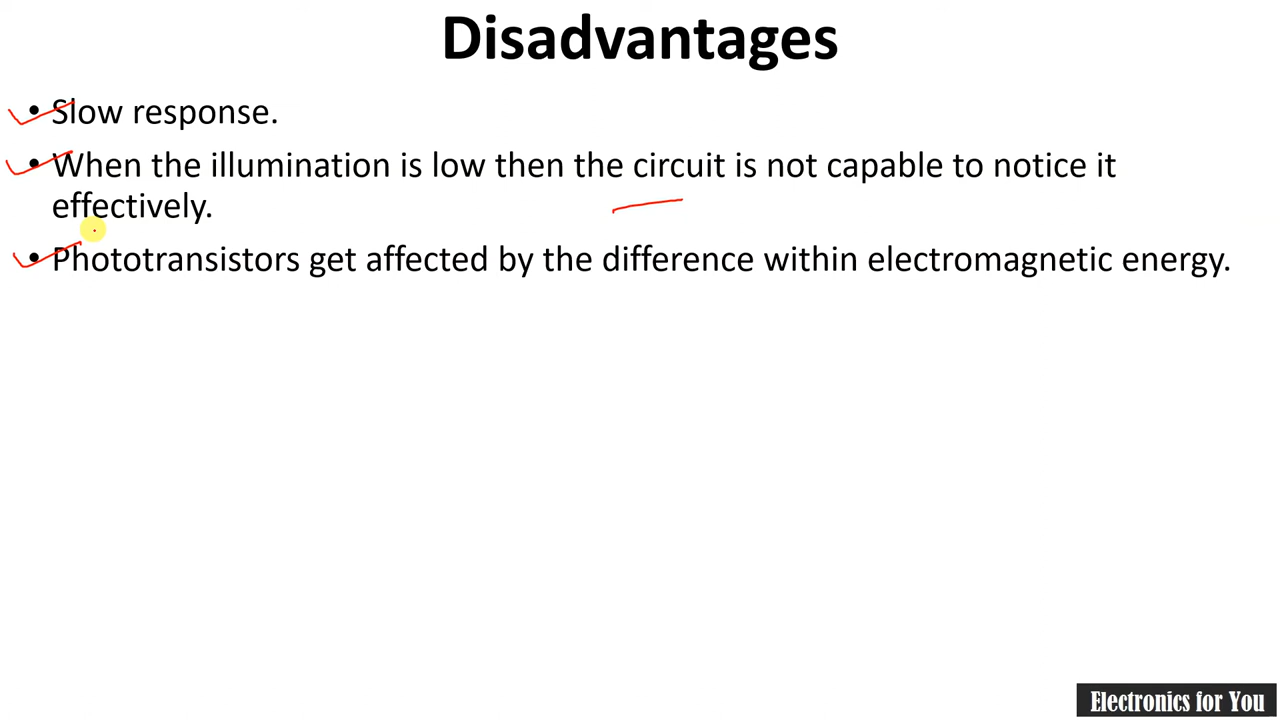 Disadvantages
• Slow response.
• When the illumination is low then the circuit is not capable to notice it
effectively.
• Phototransistors get affected by the difference within electromagnetic energy.
Electronics for You